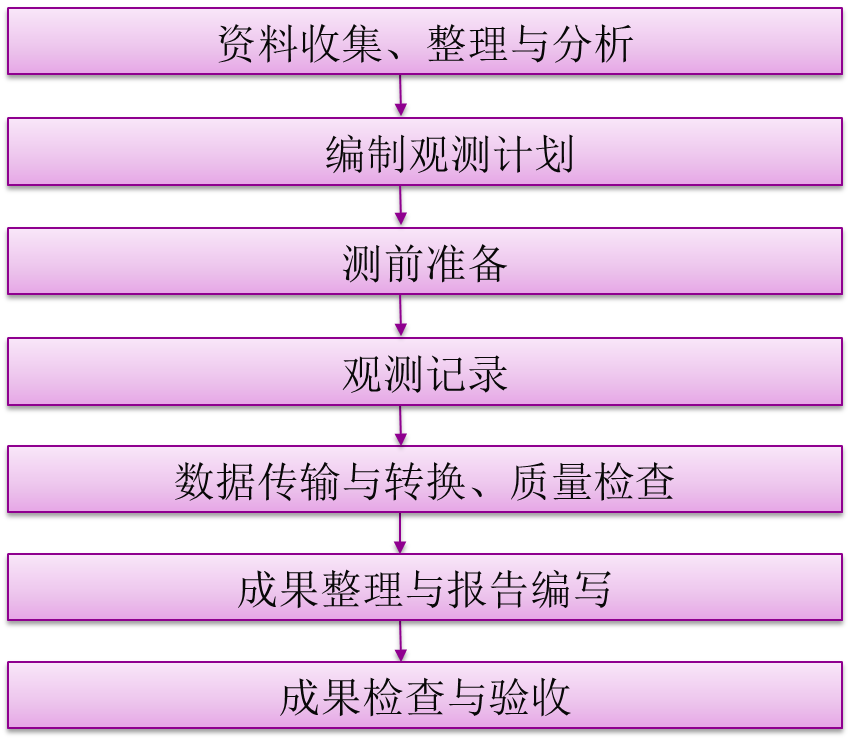 资料收集、整理与分析
编制观测计划
测前准备
观测记录
数据传输与转换、质量检查
成果整理与报告编写
成果检查与验收